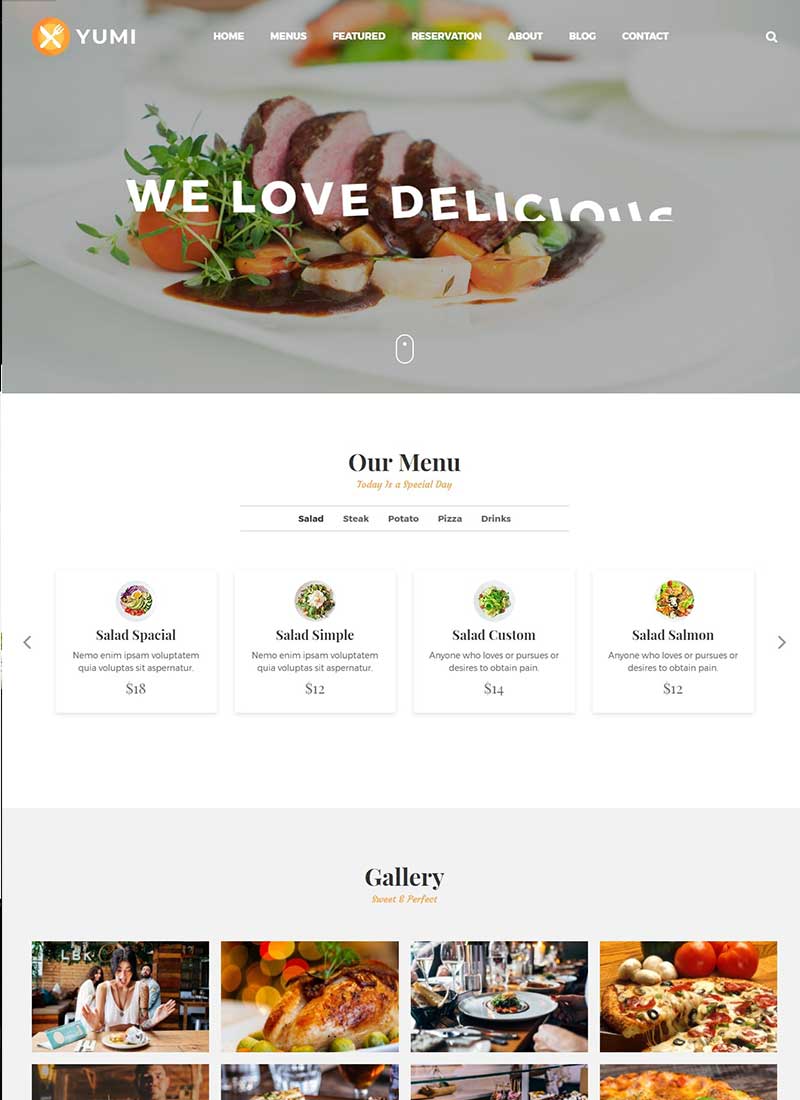 YUMI
HOME MENUS FEATURED RESERVATION ABOUT BLOG CONTACT
WE LOVE DELICIOUS
Our Menu
Today Is a Special Day
Salad Steak Potato Pizza Drinks
Salad Spacial
Nemo enim ipsam voluptatem
quia voluptas sit aspernatur.
$18
Salad Simple
Nemo enim ipsam voluptatem
quia voluptas sit aspernatur.
$12
Salad Custom
Anyone who loves or pursues or
desires to obtain pain.
$14
Salad Salmon
Anyone who loves or pursues or
desires to obtain pain.
$12
Gallery
Sweet & Perfect
LBK